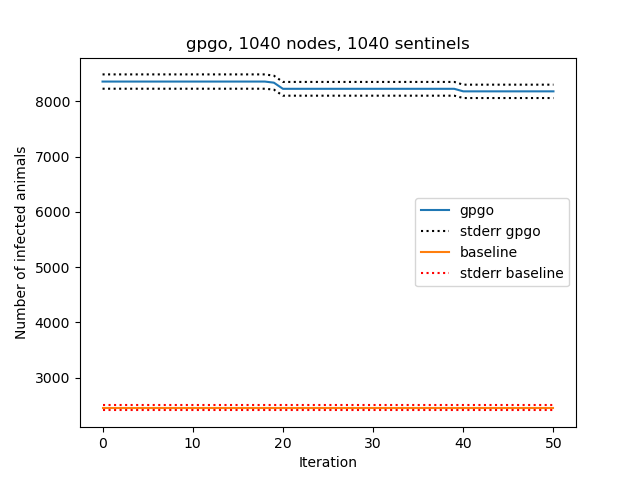 gpgo, 1040 nodes, 1040 sentinels
Number of infected animals
8000
7000
6000
5000
4000
3000
gpgo
stderr gpgo
baseline
stderr baseline
0 10 20 30 40 50
Iteration